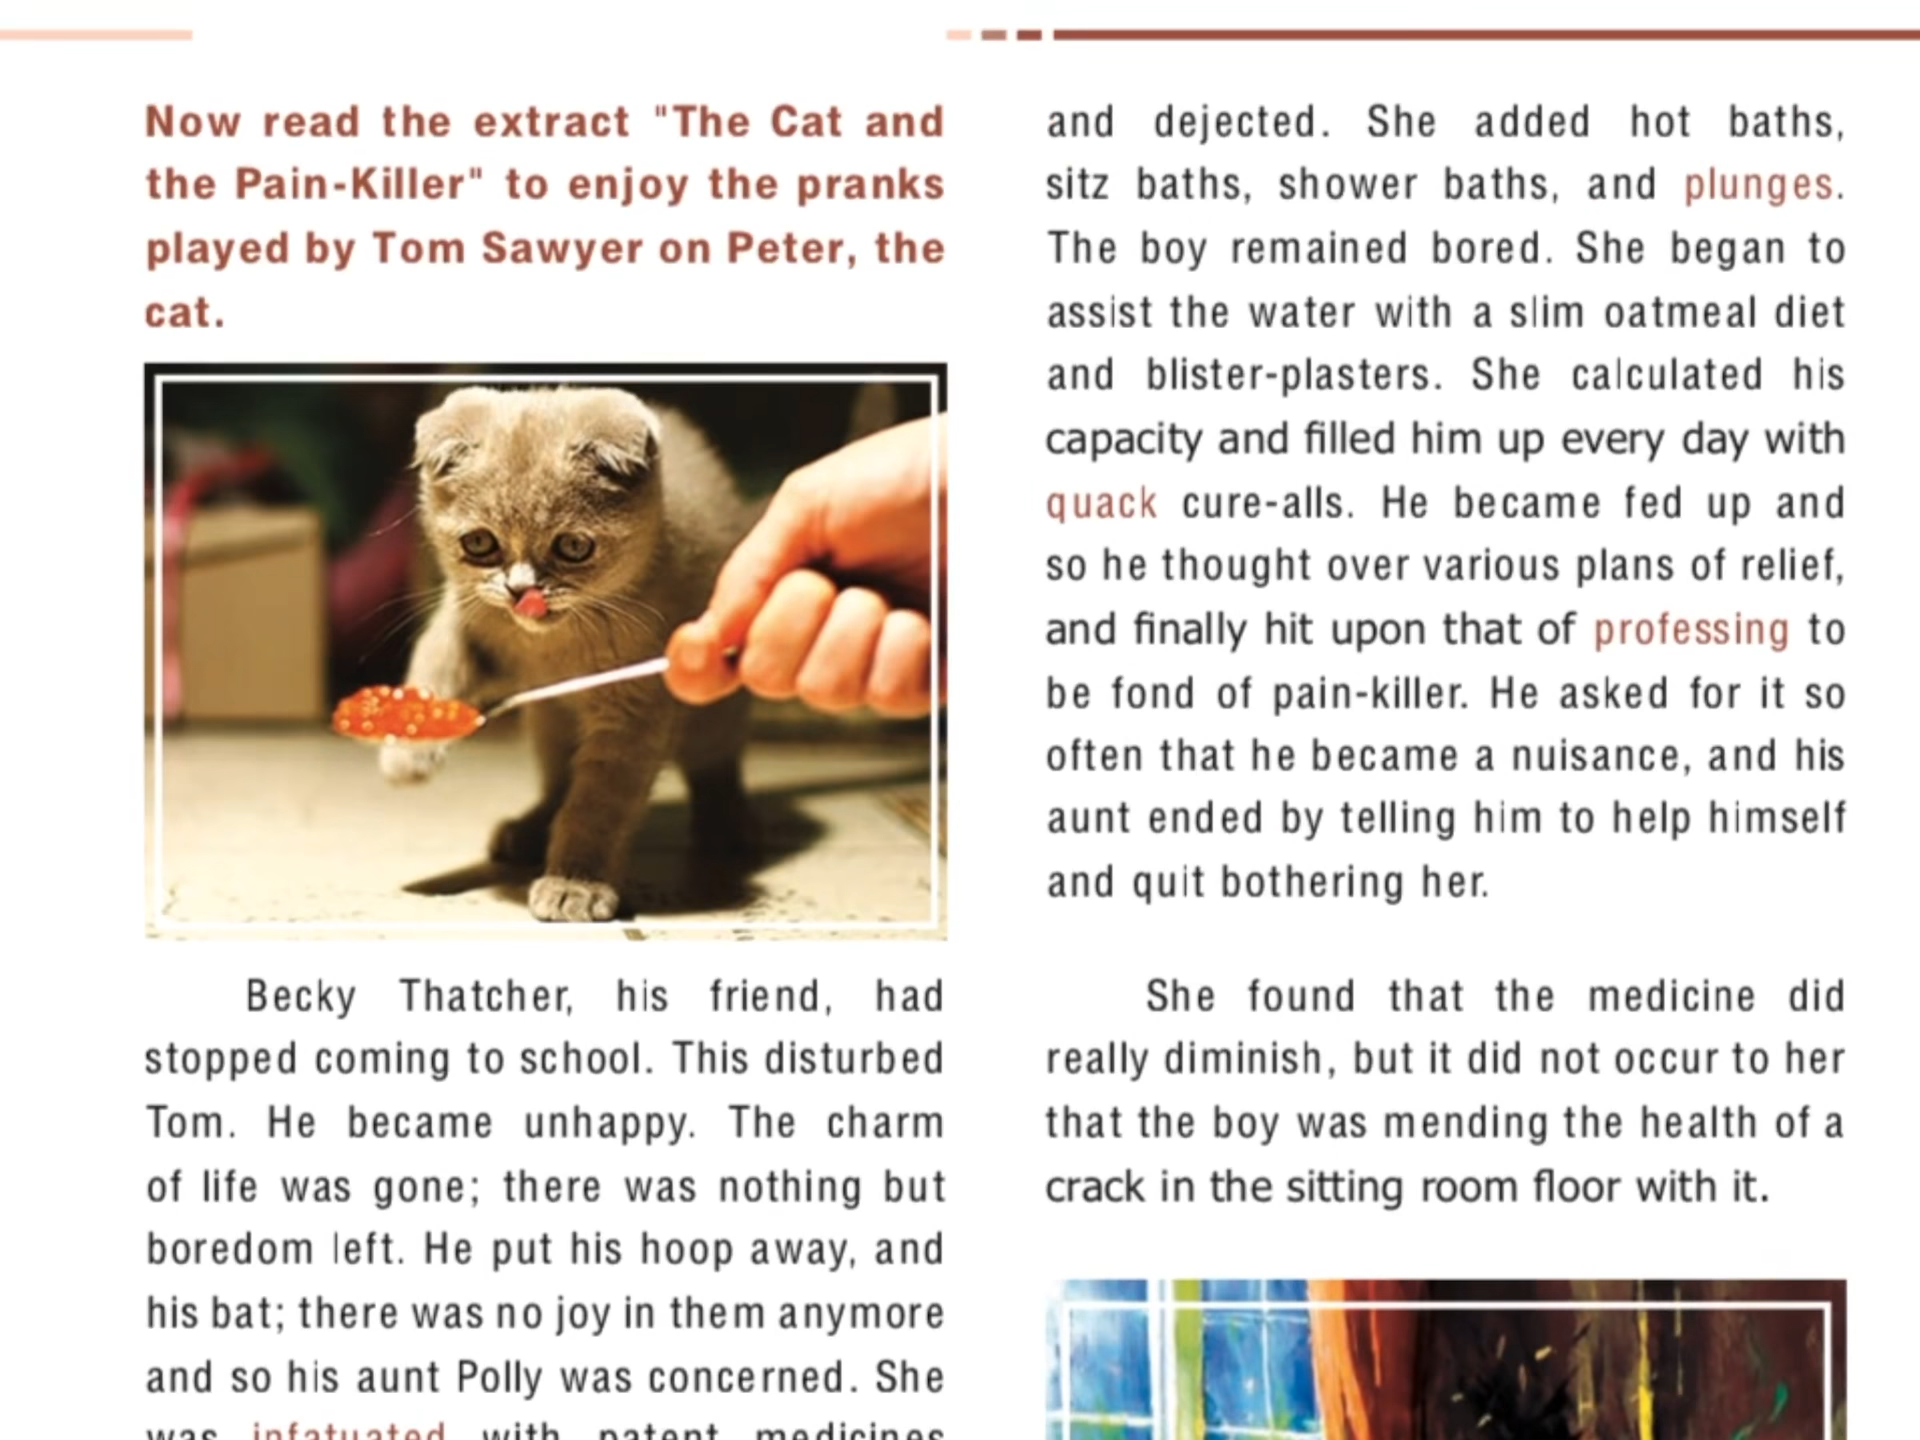 Now read the extract "The Cat and
the Pain-Killer" to enjoy the pranks
played by Tom Sawyer on Peter, the
cat.
Becky Thatcher, his friend, had
stopped coming to school. This disturbed
Tom. He became unhappy. The charm
of life was gone; there was nothing but
boredom left. He put his hoop away, and
his bat; there was no joy in them anymore
and so his aunt Polly was concerned. She
was infatuated with patent medicines
and dejected. She added hot baths,
sitz baths, shower baths, and plunges.
The boy remained bored. She began to
assist the water with a slim oatmeal diet
and blister-plasters. She calculated his
capacity and filled him up every day with
quack cure-alls. He became fed up and
so he thought over various plans of relief,
and finally hit upon that of professing to
be fond of pain-killer. He asked for it so
often that he became a nuisance, and his
aunt ended by telling him to help himself
and quit bothering her.
She found that the medicine did
really diminish, but it did not occur to her
that the boy was mending the health of a
crack in the sitting room floor with it.